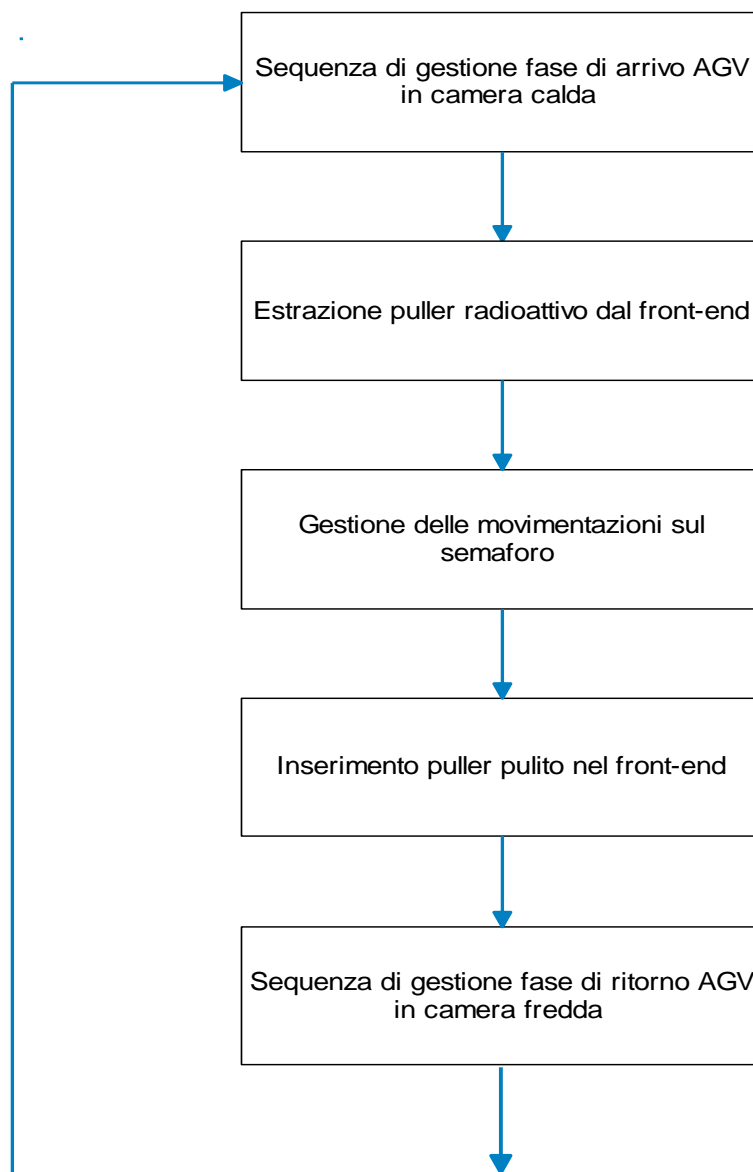 Sequenza di gestione fase di arrivo AGV
in camera calda
Estrazione puller radioattivo dal front-end
Gestione delle movimentazioni sul
semaforo
Inserimento puller pulito nel front-end
Sequenza di gestione fase di ritorno AGV
in camera fredda